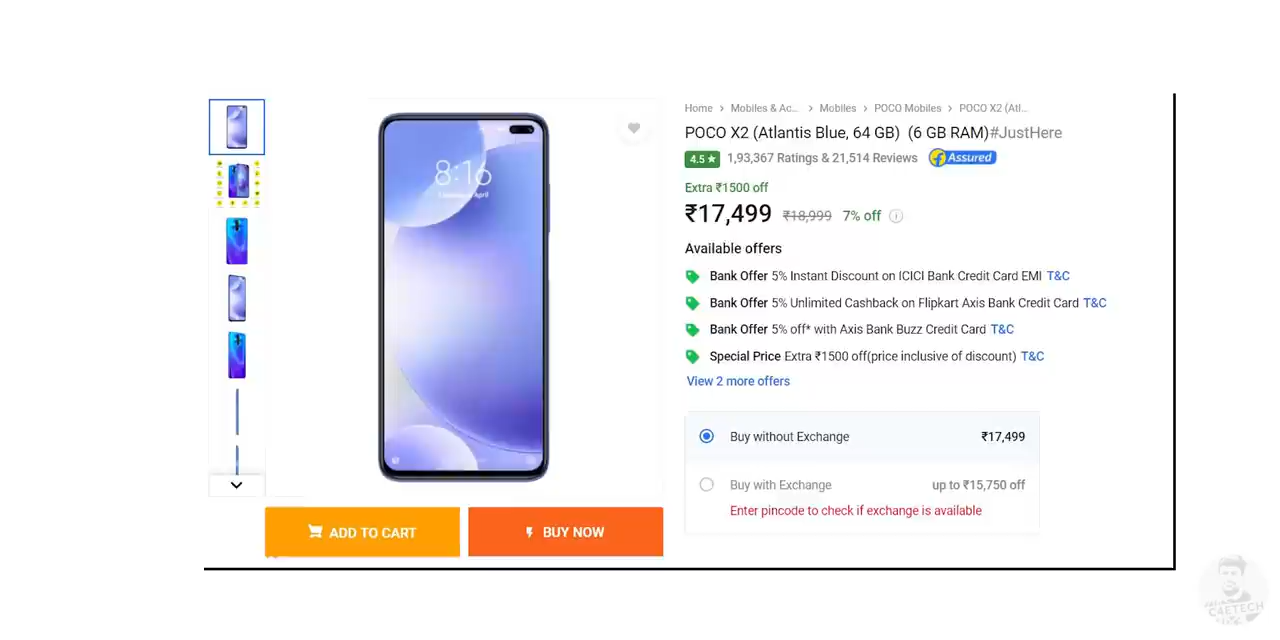 Home > Mobiles & Ac... > Mobiles > POCO Mobiles > POCO X2 (Atl...
POCO X2 (Atlantis Blue, 64 GB) (6 GB RAM)#JustHere
4.5★ 1,93,367 Ratings & 21,514 Reviews Assured
Extra ₹1500 off
₹17,499 ₹18,999 7% off
8:16
Available offers
Bank Offer 5% Instant Discount on ICICI Bank Credit Card EMI T&C
Bank Offer 5% Unlimited Cashback on Flipkart Axis Bank Credit Card T&C
Bank Offer 5% off* with Axis Bank Buzz Credit Card T&C
Special Price Extra ₹1500 off(price inclusive of discount) T&C
View 2 more offers
Buy without Exchange ₹17,499
Buy with Exchange up to ₹15,750 off
Enter pincode to check if exchange is available
ADD TO CART
BUY NOW
C4ETECH